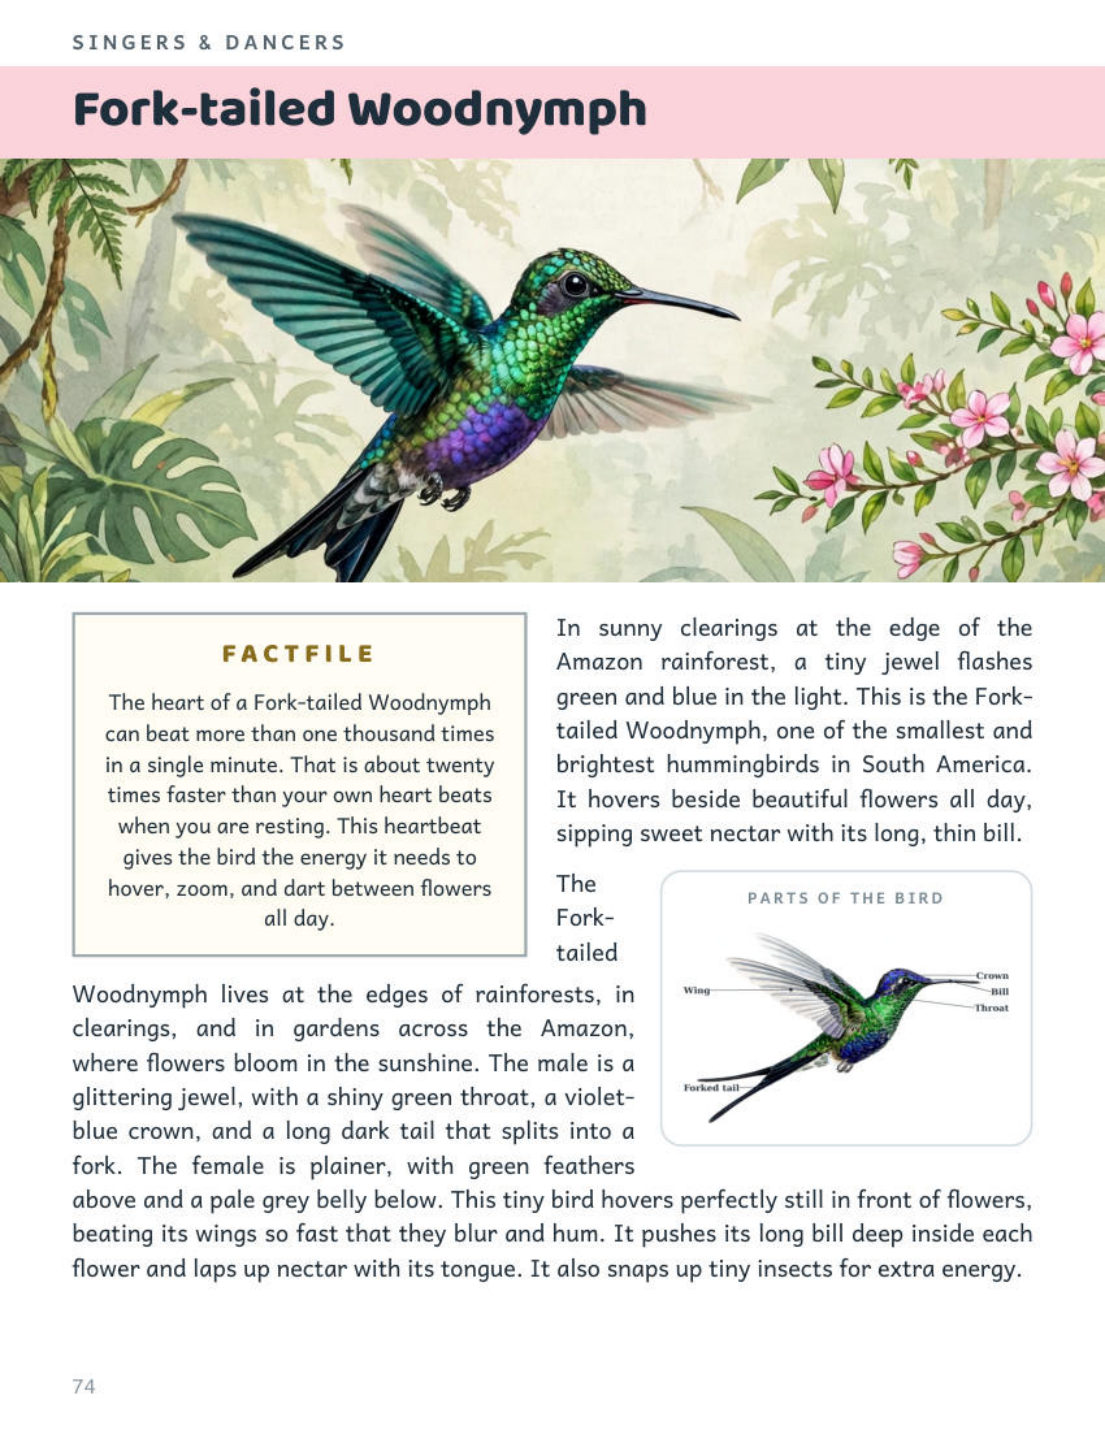 SINGERS & DANCERS
Fork-tailed Woodnymph
FACTFILE
The heart of a Fork-tailed Woodnymph
can beat more than one thousand times
in a single minute. That is about twenty
times faster than your own heart beats
when you are resting. This heartbeat
gives the bird the energy it needs to
hover, zoom, and dart between flowers
all day.
In sunny clearings at the edge of the
Amazon rainforest, a tiny jewel flashes
green and blue in the light. This is the Fork-
tailed Woodnymph, one of the smallest and
brightest hummingbirds in South America.
It hovers beside beautiful flowers all day,
sipping sweet nectar with its long, thin bill.
The
Fork-
tailed
Woodnymph lives at the edges of rainforests, in
clearings, and in gardens across the Amazon,
where flowers bloom in the sunshine. The male is a
glittering jewel, with a shiny green throat, a violet-
blue crown, and a long dark tail that splits into a
fork. The female is plainer, with green feathers
above and a pale grey belly below. This tiny bird hovers perfectly still in front of flowers,
beating its wings so fast that they blur and hum. It pushes its long bill deep inside each
flower and laps up nectar with its tongue. It also snaps up tiny insects for extra energy.
PARTS OF THE BIRD
Crown
Wing
Bill
Throat
Forked tail
74